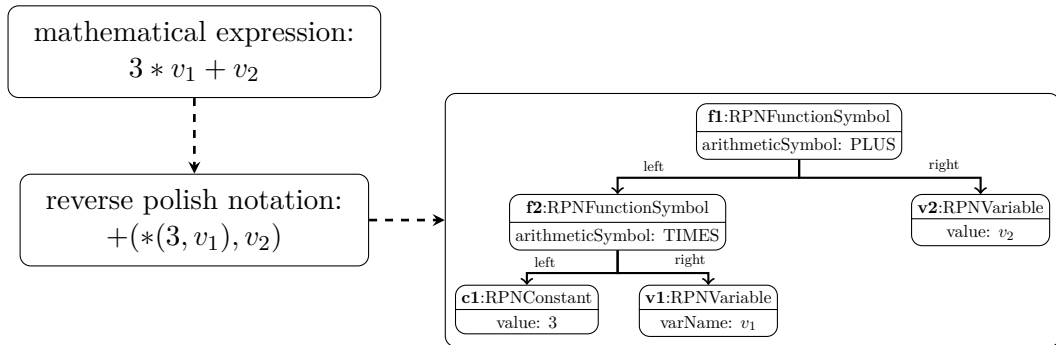 mathematical expression:
3 ∗ v₁ + v₂
reverse polish notation:
+(∗(3, v₁), v₂)
f1:RPNFunctionSymbol
arithmeticSymbol: PLUS
left
right
f2:RPNFunctionSymbol
arithmeticSymbol: TIMES
v2:RPNVariable
value: v₂
left
right
c1:RPNConstant
value: 3
v1:RPNVariable
varName: v₁